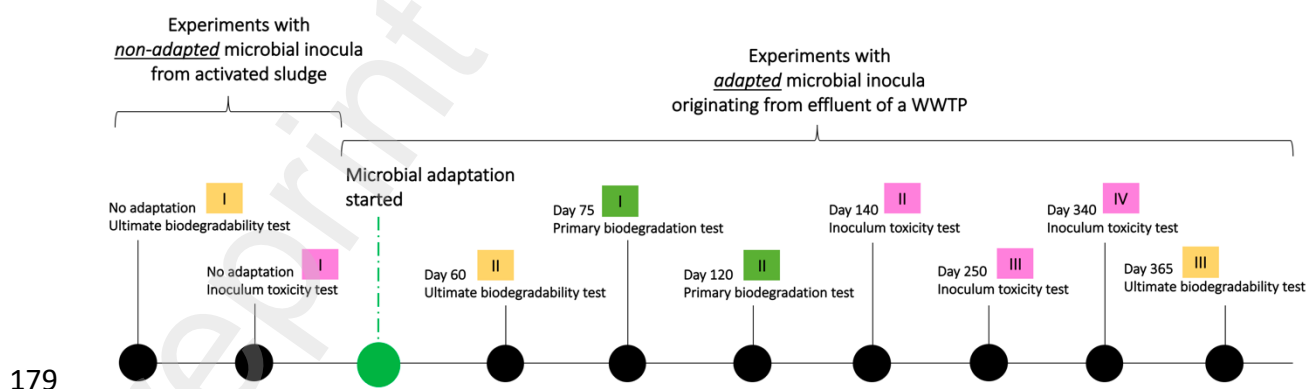 Experiments with
non-adapted microbial inocula
from activated sludge
Experiments with
adapted microbial inocula
originating from effluent of a WWTP
Microbial adaptation
started
No adaptation I
Ultimate biodegradability test
No adaptation I
Inoculum toxicity test
Day 60 II
Ultimate biodegradability test
Day 75 I
Primary biodegradation test
Day 120 II
Primary biodegradation test
Day 140 II
Inoculum toxicity test
Day 250 III
Inoculum toxicity test
Day 340 IV
Inoculum toxicity test
Day 365 III
Ultimate biodegradability test
179
reprint